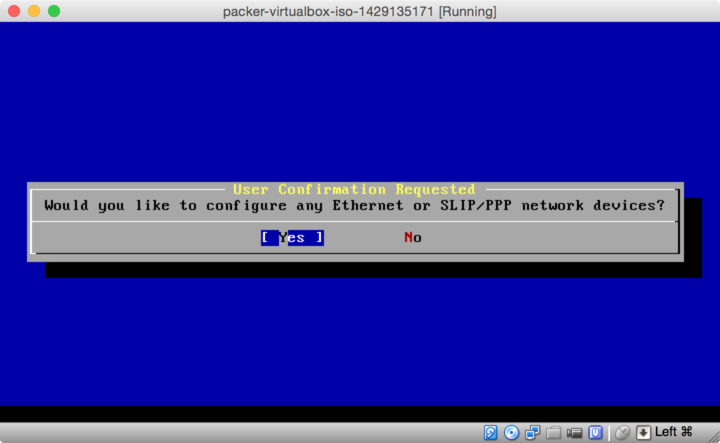 packer-virtualbox-iso-1429135171 [Running]
User Confirmation Requested
Would you like to configure any Ethernet or SLIP/PPP network devices?
[ Yes ] No
Left ⌘